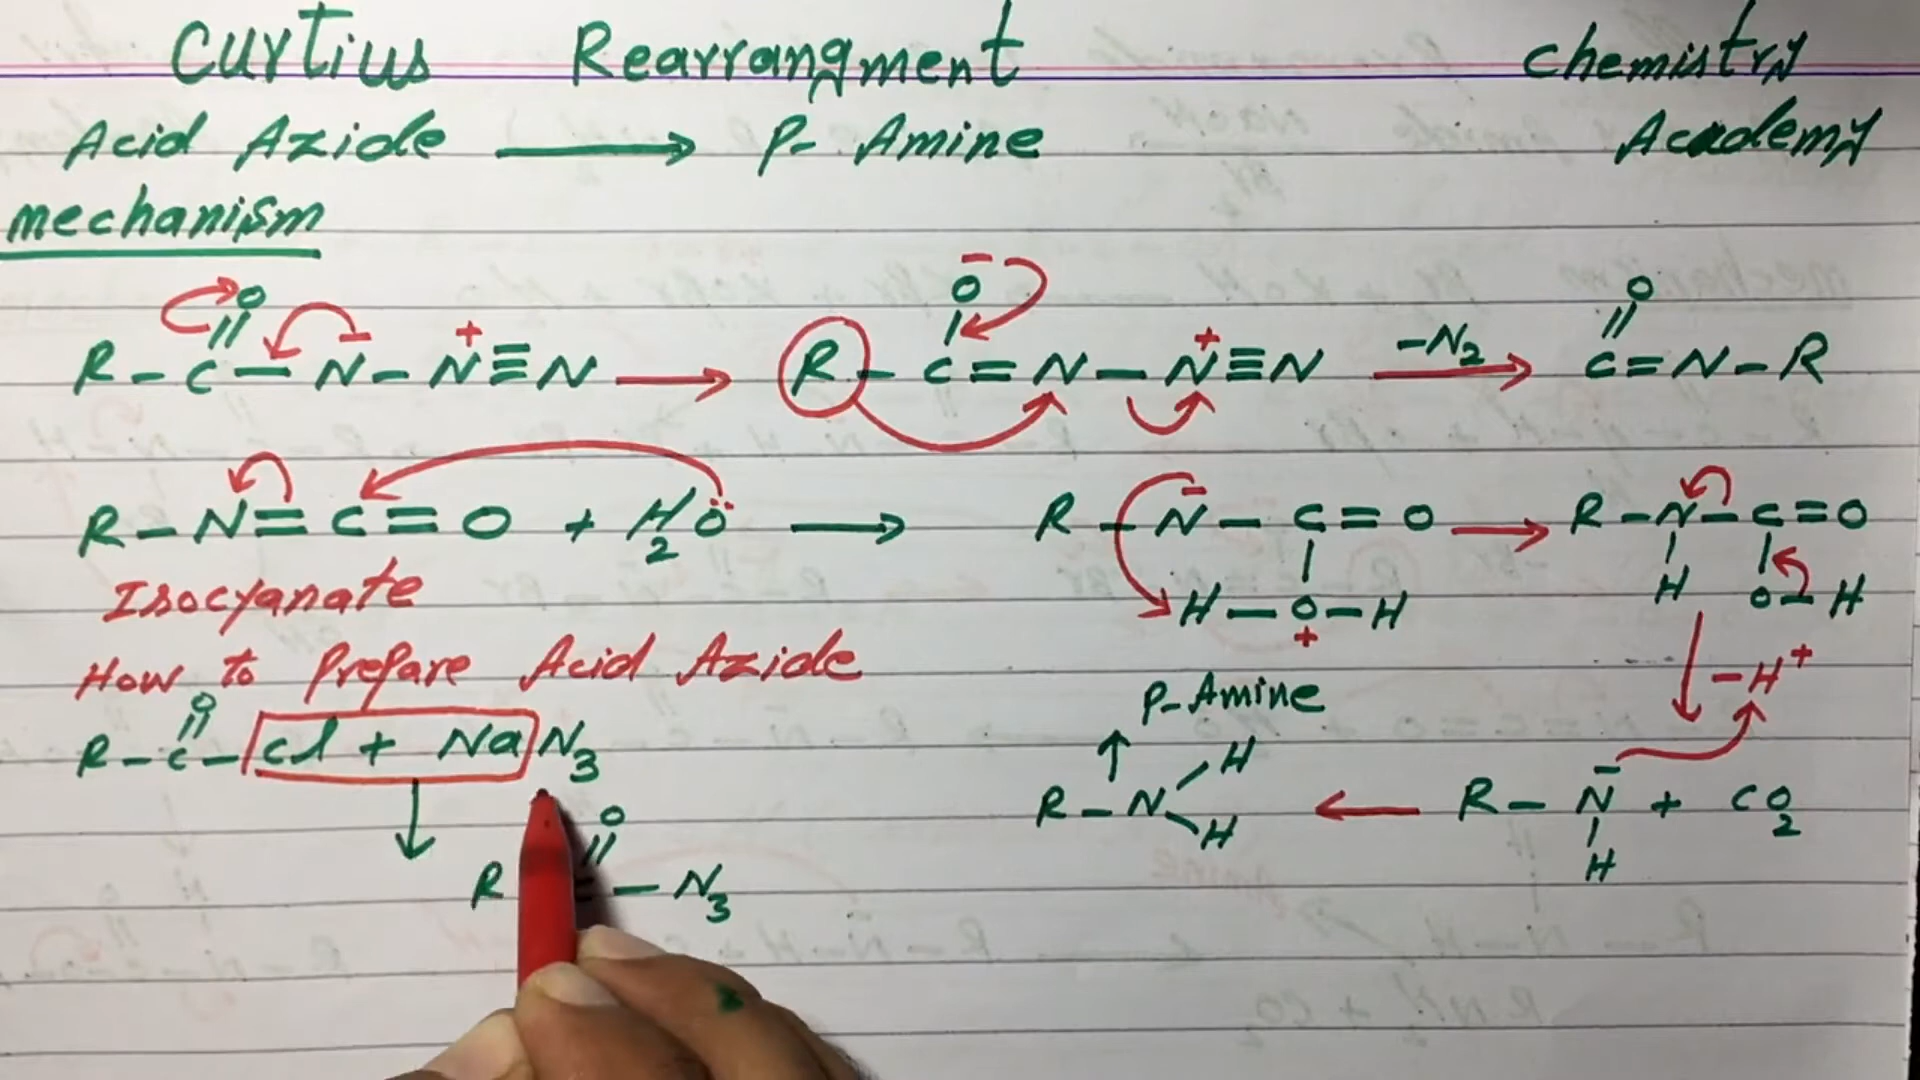 Curtius Rearrangment
Chemistry
Academy
Acid Azide → P- Amine
mechanism
R-C(=O)-N⁻-N⁺≡N → R-C(O⁻)=N-N⁺≡N -N₂→ C(=O)=N-R
R-N=C=O + H₂Ö → R-N⁻-C(=O)-O⁺(H)-H → R-N(H)-C(=O)-O-H
Isocyanate
-H⁺
How to Prepare Acid Azide
P-Amine
R-C(=O)-Cl + NaN₃
R-N(H)-H ← R-N⁻-H + CO₂
R C(=O)-N₃